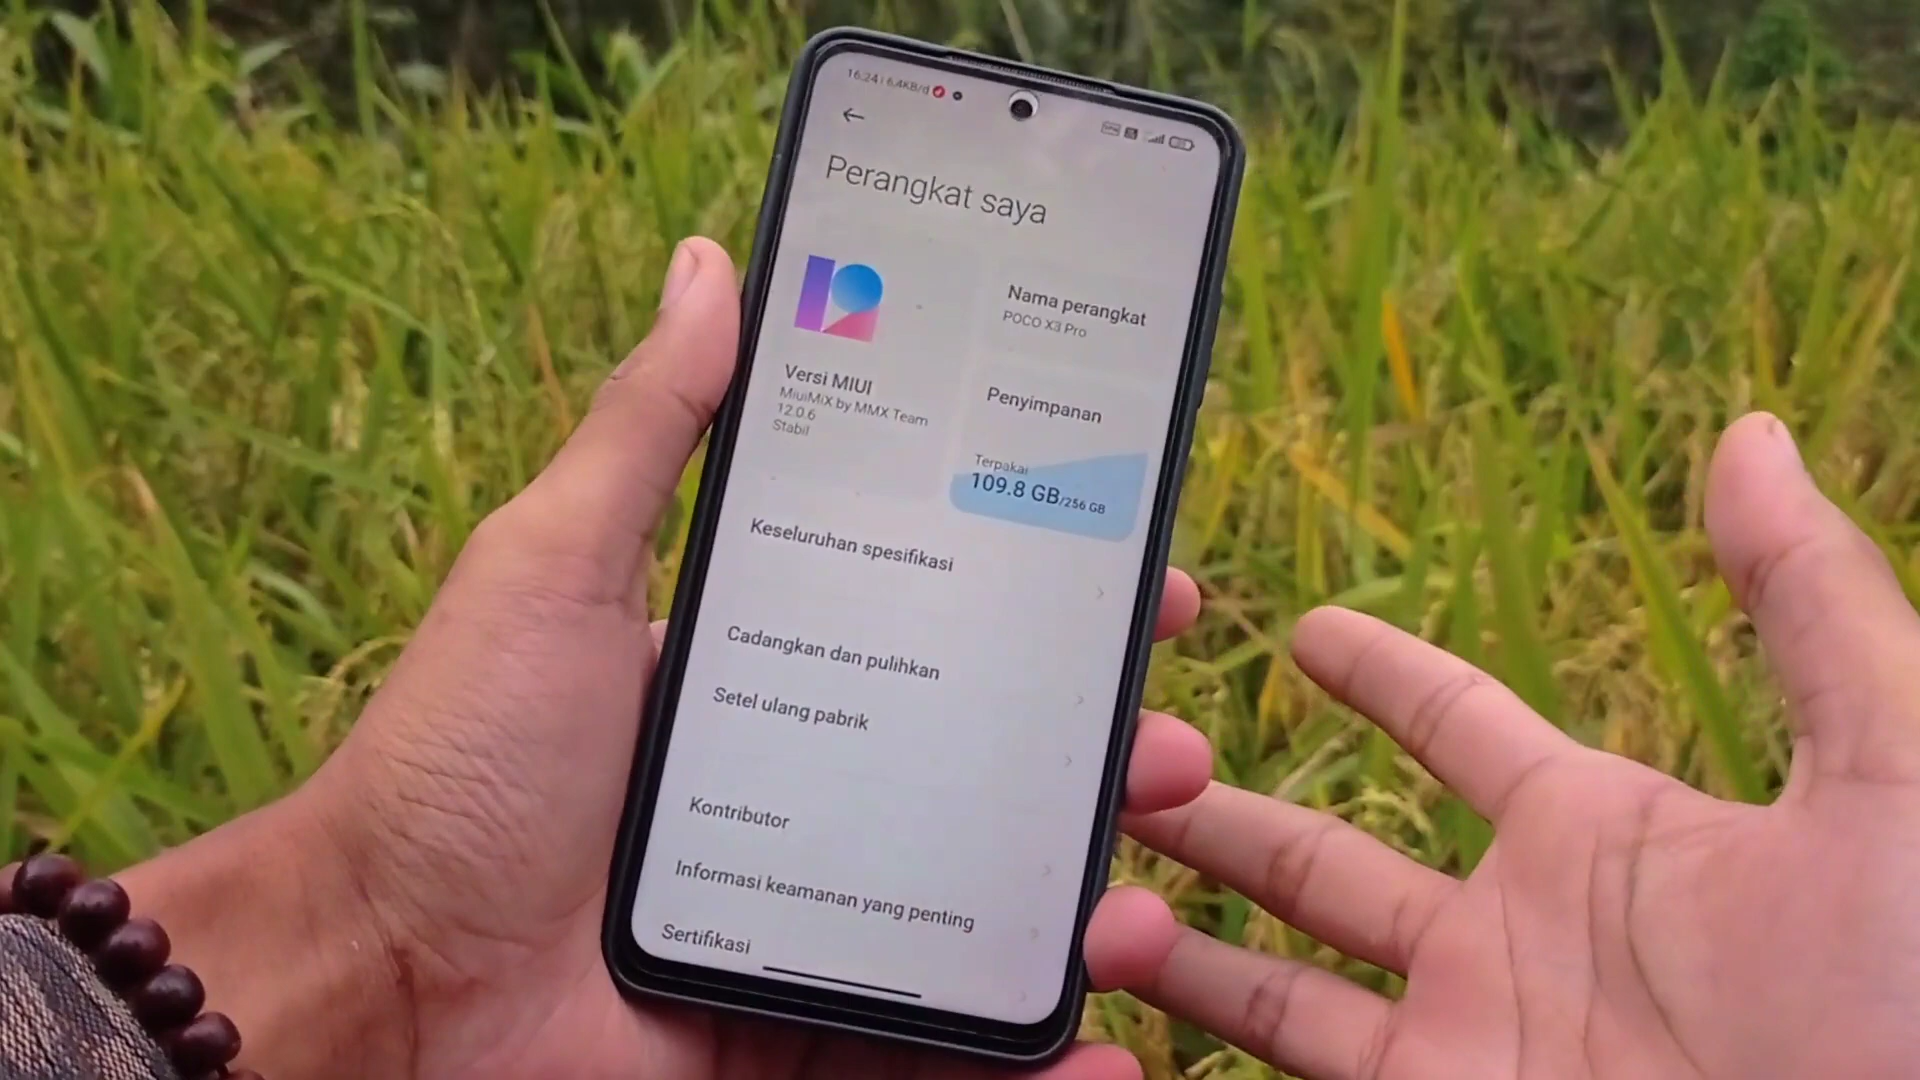 16.24 | 6,4KB/d
Perangkat saya
Versi MIUI
MiuiMiX by MMX Team
12.0.6
Stabil
Nama perangkat
POCO X3 Pro
Penyimpanan
Terpakai
109.8 GB/256 GB
Keseluruhan spesifikasi
Cadangkan dan pulihkan
Setel ulang pabrik
Kontributor
Informasi keamanan yang penting
Sertifikasi